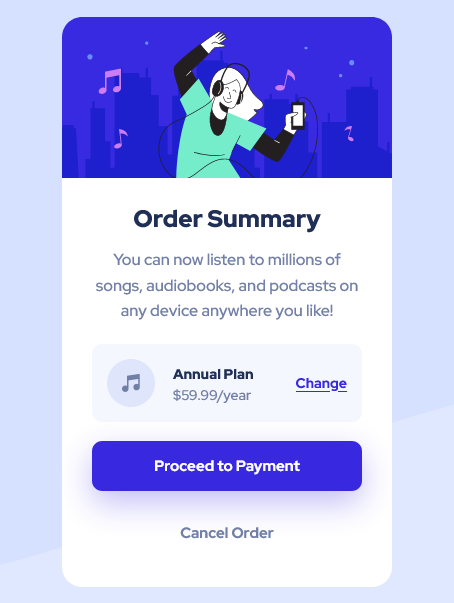 Order Summary
You can now listen to millions of
songs, audiobooks, and podcasts on
any device anywhere you like!
Annual Plan
$59.99/year
Change
Proceed to Payment
Cancel Order